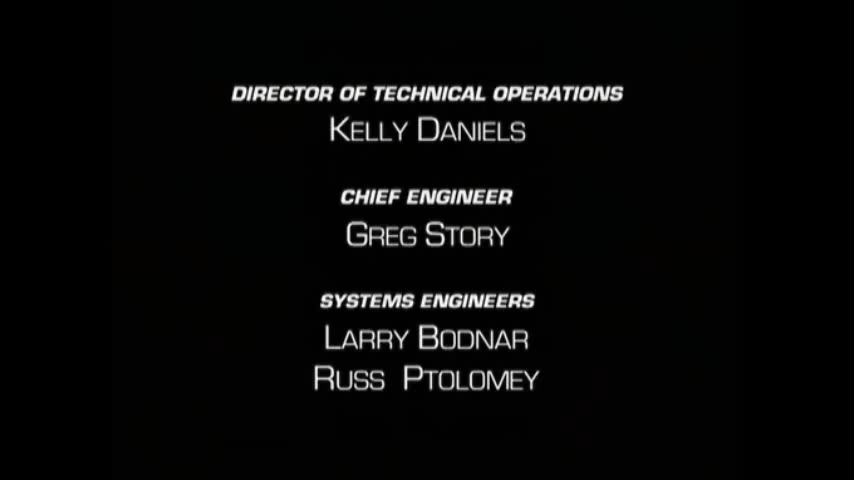 DIRECTOR OF TECHNICAL OPERATIONS
KELLY DANIELS
CHIEF ENGINEER
GREG STORY
SYSTEMS ENGINEERS
LARRY BODNAR
RUSS PTOLOMEY